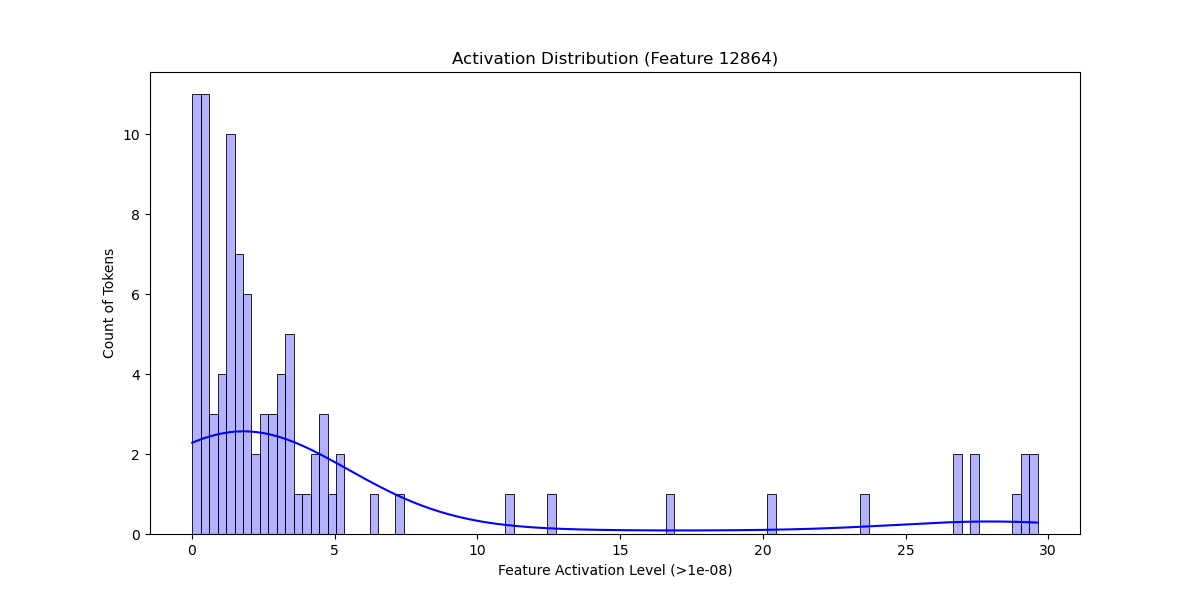 Activation Distribution (Feature 12864)
Count of Tokens
10
8
6
4
2
0
0 5 10 15 20 25 30
Feature Activation Level (>1e-08)